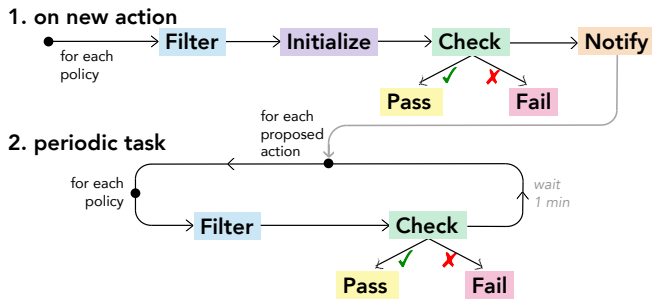 1. on new action
for each
policy
Filter
Initialize
Check
Notify
Pass
Fail
for each
proposed
action
2. periodic task
for each
policy
Filter
Check
wait
1 min
Pass
Fail